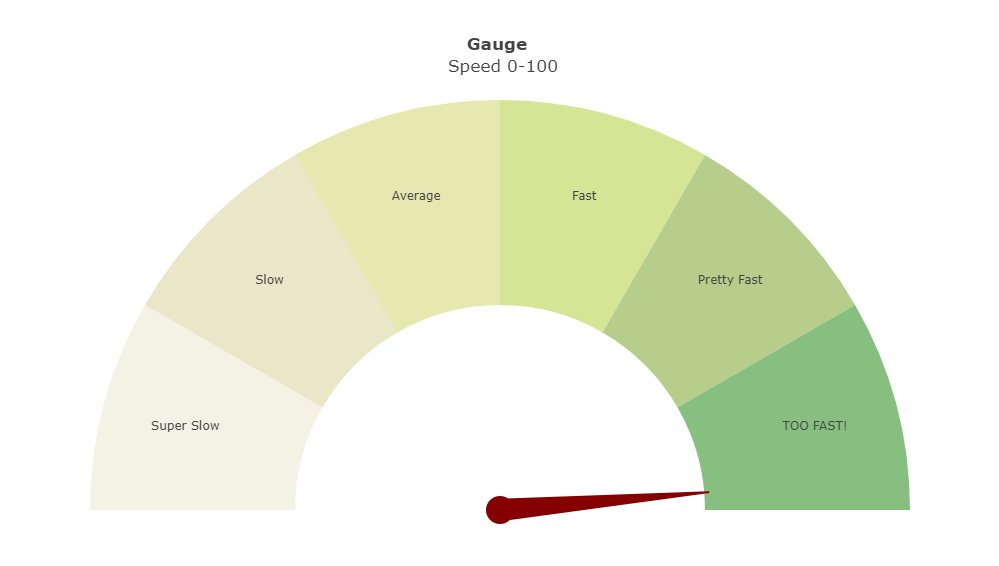 Gauge
Speed 0-100
Average
Fast
Slow
Pretty Fast
Super Slow
TOO FAST!